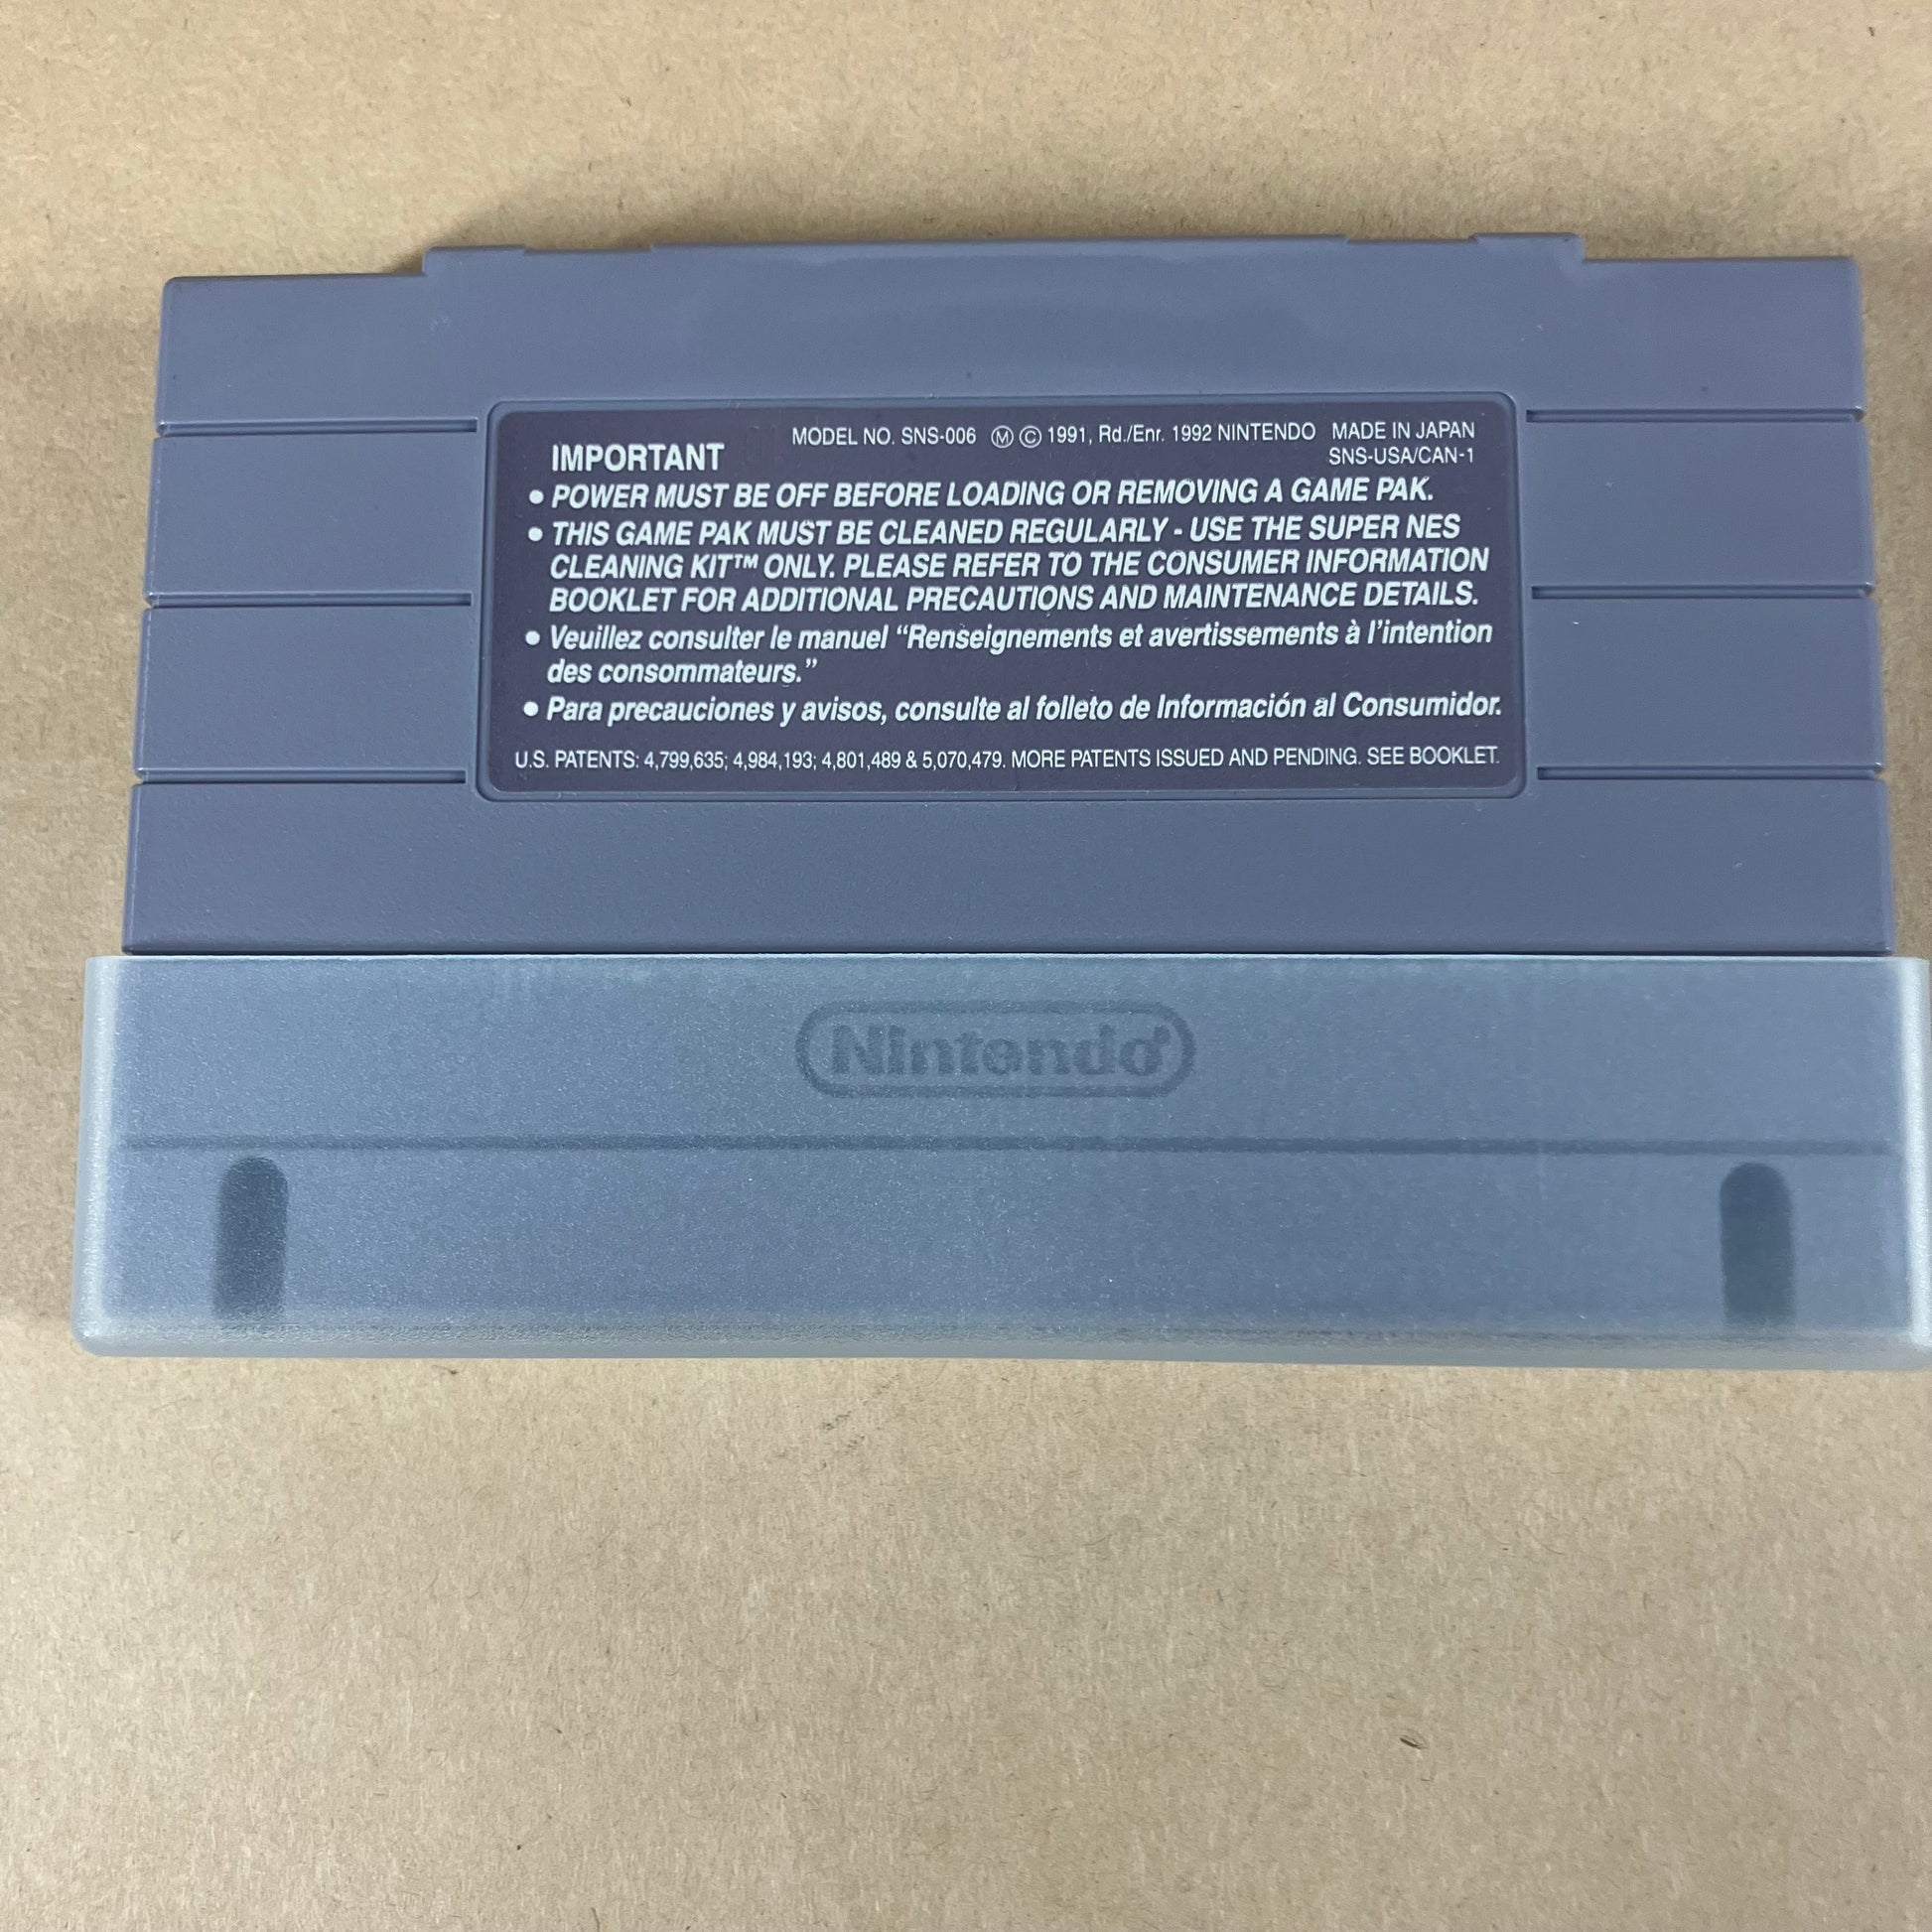 MODEL NO. SNS-006 Ⓜ © 1991, Rd./Enr. 1992 NINTENDO MADE IN JAPAN
SNS-USA/CAN-1
IMPORTANT
● POWER MUST BE OFF BEFORE LOADING OR REMOVING A GAME PAK.
● THIS GAME PAK MUST BE CLEANED REGULARLY - USE THE SUPER NES
CLEANING KIT™ ONLY. PLEASE REFER TO THE CONSUMER INFORMATION
BOOKLET FOR ADDITIONAL PRECAUTIONS AND MAINTENANCE DETAILS.
● Veuillez consulter le manuel “Renseignements et avertissements à l’intention
des consommateurs.”
● Para precauciones y avisos, consulte al folleto de Información al Consumidor.
U.S. PATENTS: 4,799,635; 4,984,193; 4,801,489 & 5,070,479. MORE PATENTS ISSUED AND PENDING. SEE BOOKLET.
Nintendo®